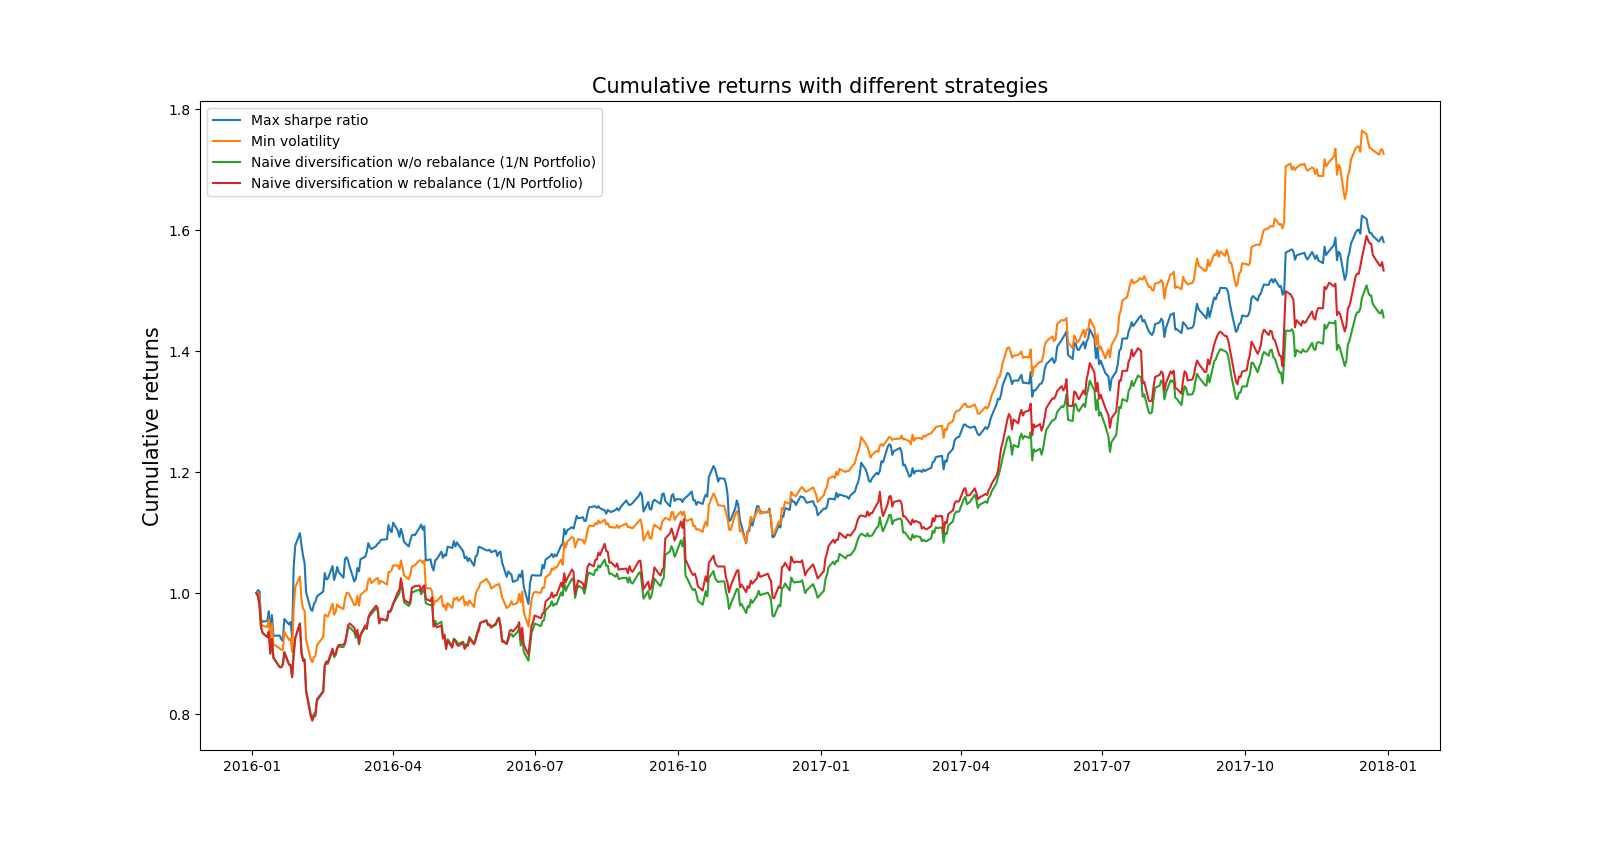 Cumulative returns with different strategies
1.8
1.6
1.4
1.2
1.0
0.8
Cumulative returns
Max sharpe ratio
Min volatility
Naive diversification w/o rebalance (1/N Portfolio)
Naive diversification w rebalance (1/N Portfolio)
2016-01 2016-04 2016-07 2016-10 2017-01 2017-04 2017-07 2017-10 2018-01